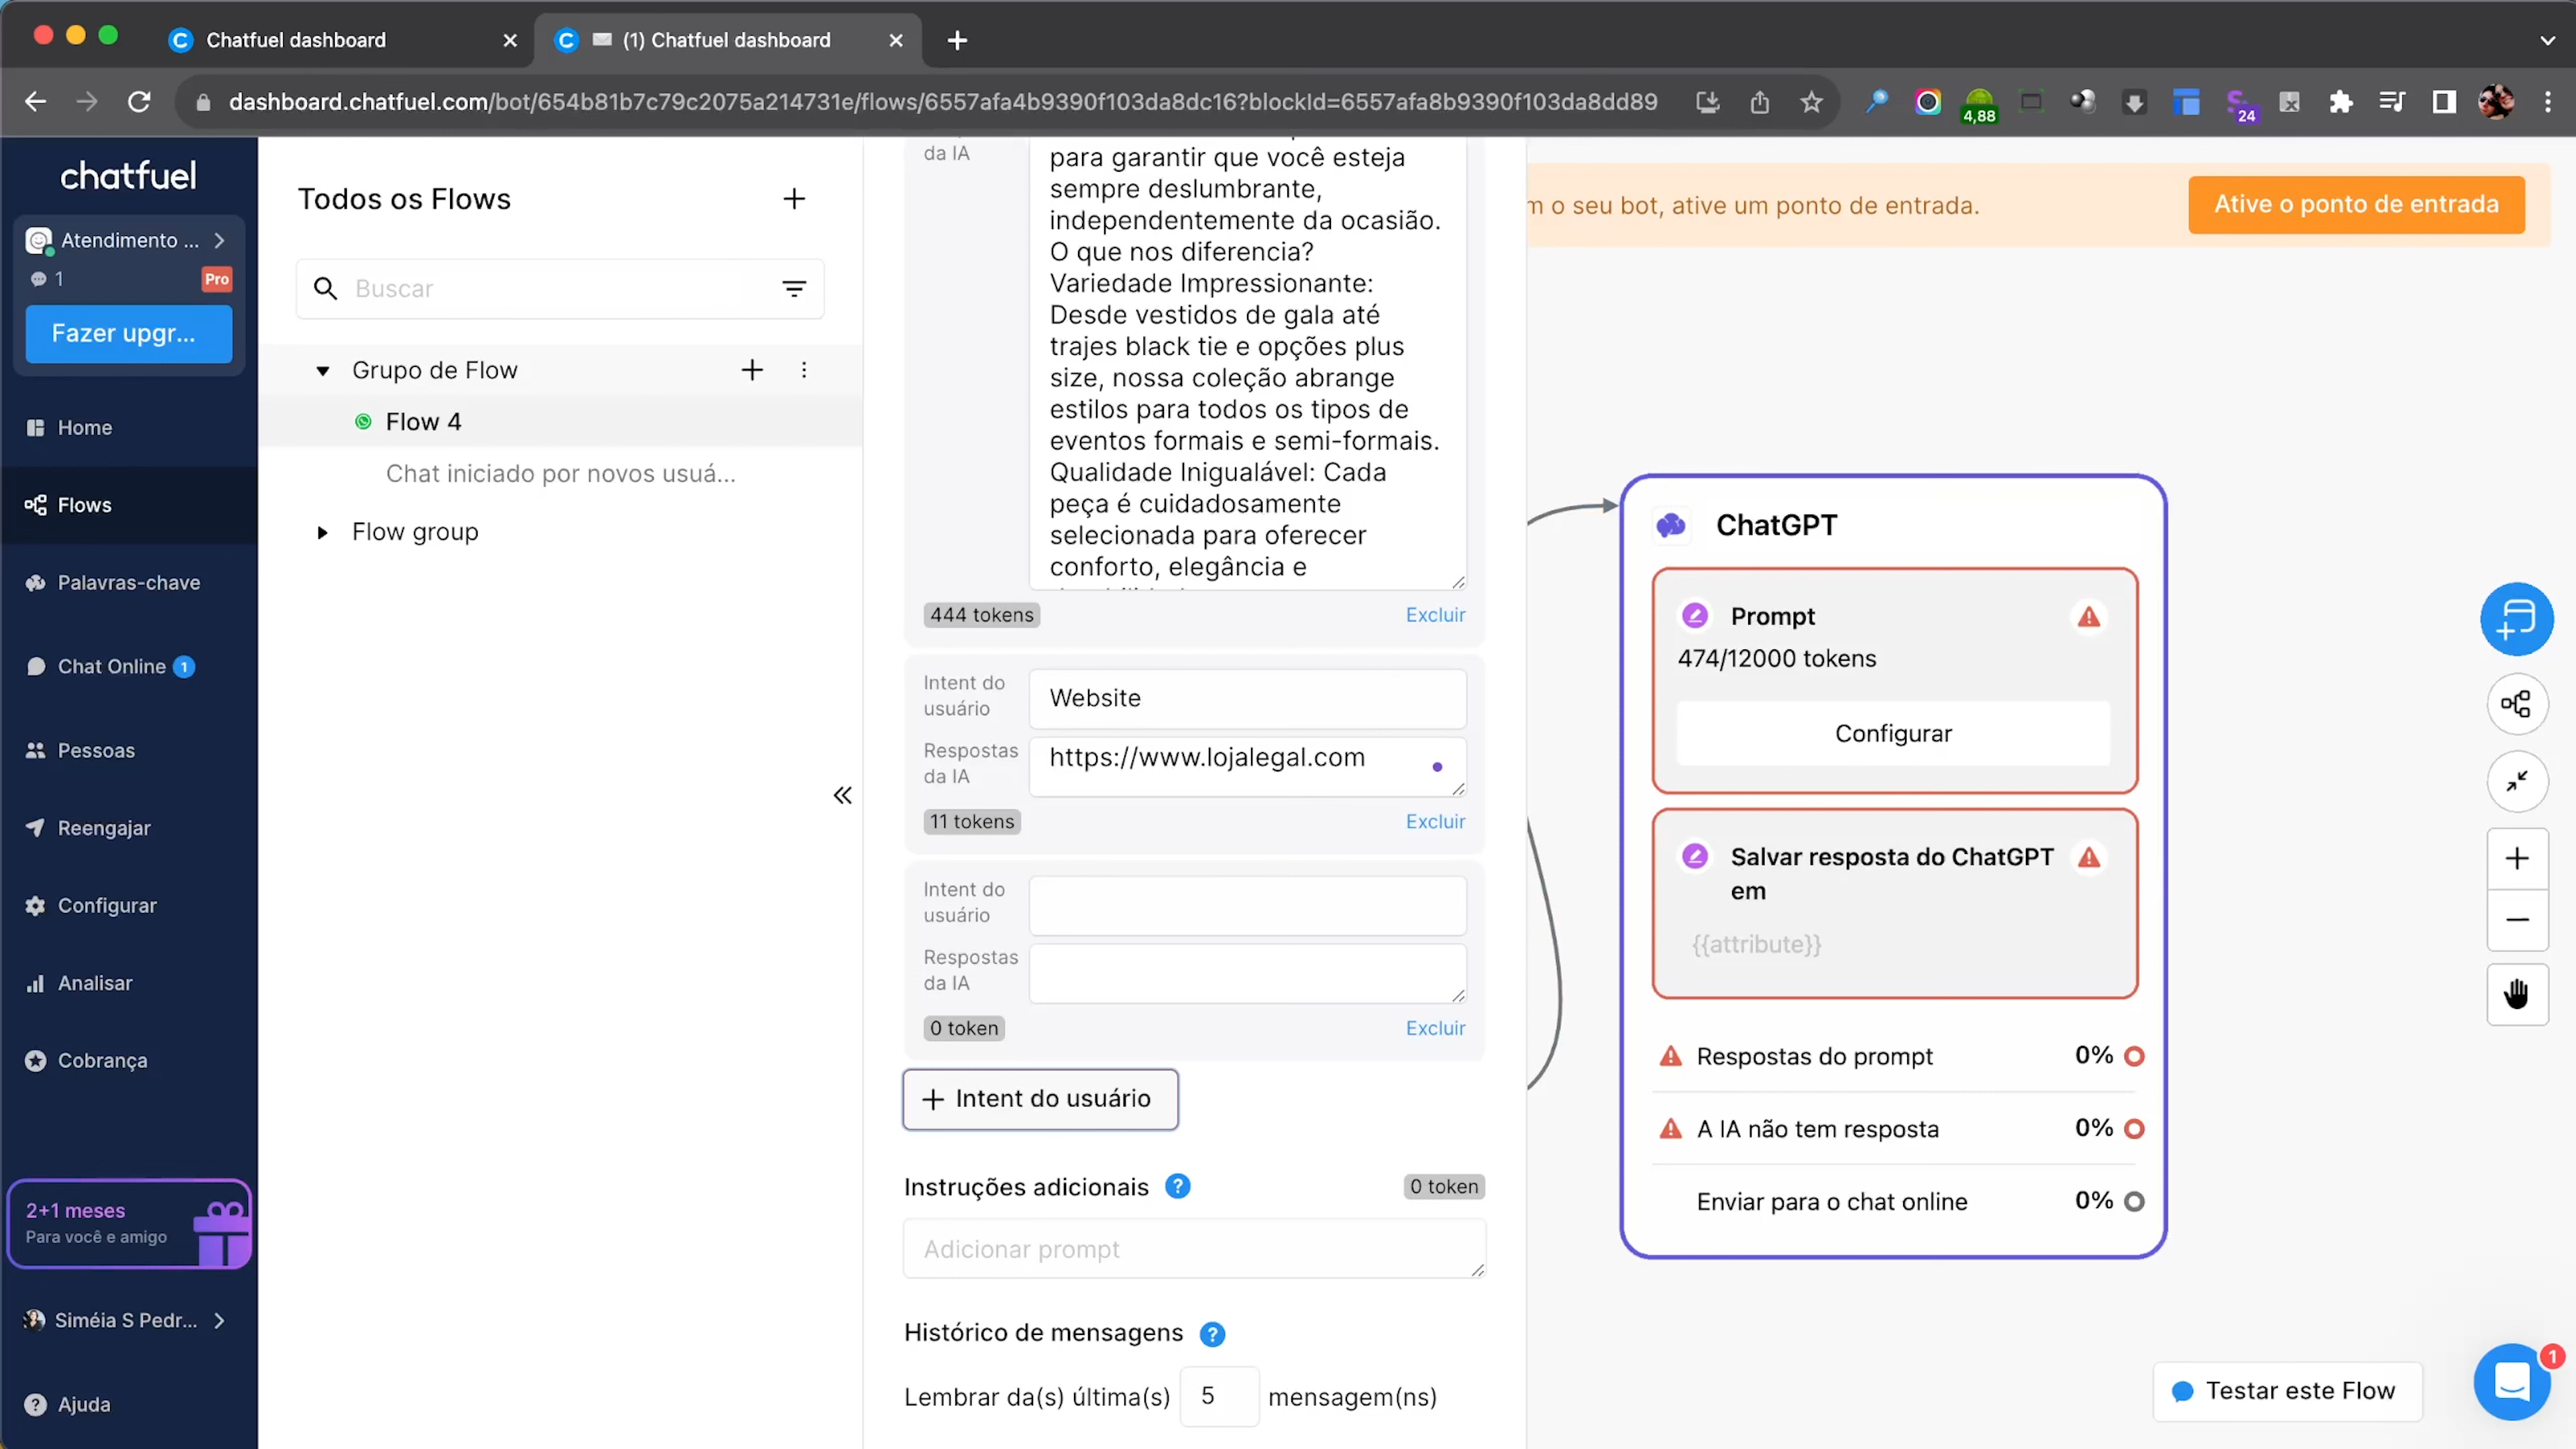 Chatfuel dashboard
(1) Chatfuel dashboard
dashboard.chatfuel.com/bot/654b81b7c79c2075a214731e/flows/6557afa4b9390f103da8dc16?blockId=6557afa8b9390f103da8dd89
4,88
24
chatfuel
Atendimento ...
1
Pro
Fazer upgr...
Home
Flows
Palavras-chave
Chat Online 1
Pessoas
Reengajar
Configurar
Analisar
Cobrança
2+1 meses
Para você e amigo
Siméia S Pedr...
Ajuda
Todos os Flows
Buscar
Grupo de Flow
Flow 4
Chat iniciado por novos usuá...
Flow group
da IA
para garantir que você esteja
sempre deslumbrante,
independentemente da ocasião.
O que nos diferencia?
Variedade Impressionante:
Desde vestidos de gala até
trajes black tie e opções plus
size, nossa coleção abrange
estilos para todos os tipos de
eventos formais e semi-formais.
Qualidade Inigualável: Cada
peça é cuidadosamente
selecionada para oferecer
conforto, elegância e
444 tokens
Excluir
Intent do
usuário
Website
Respostas
da IA
https://www.lojalegal.com
11 tokens
Excluir
Intent do
usuário
Respostas
da IA
0 token
Excluir
+ Intent do usuário
Instruções adicionais ?
0 token
Adicionar prompt
Histórico de mensagens ?
Lembrar da(s) última(s) 5 mensagem(ns)
m o seu bot, ative um ponto de entrada.
Ative o ponto de entrada
ChatGPT
Prompt
474/12000 tokens
Configurar
Salvar resposta do ChatGPT
em
{{attribute}}
Respostas do prompt 0%
A IA não tem resposta 0%
Enviar para o chat online 0%
Testar este Flow
1